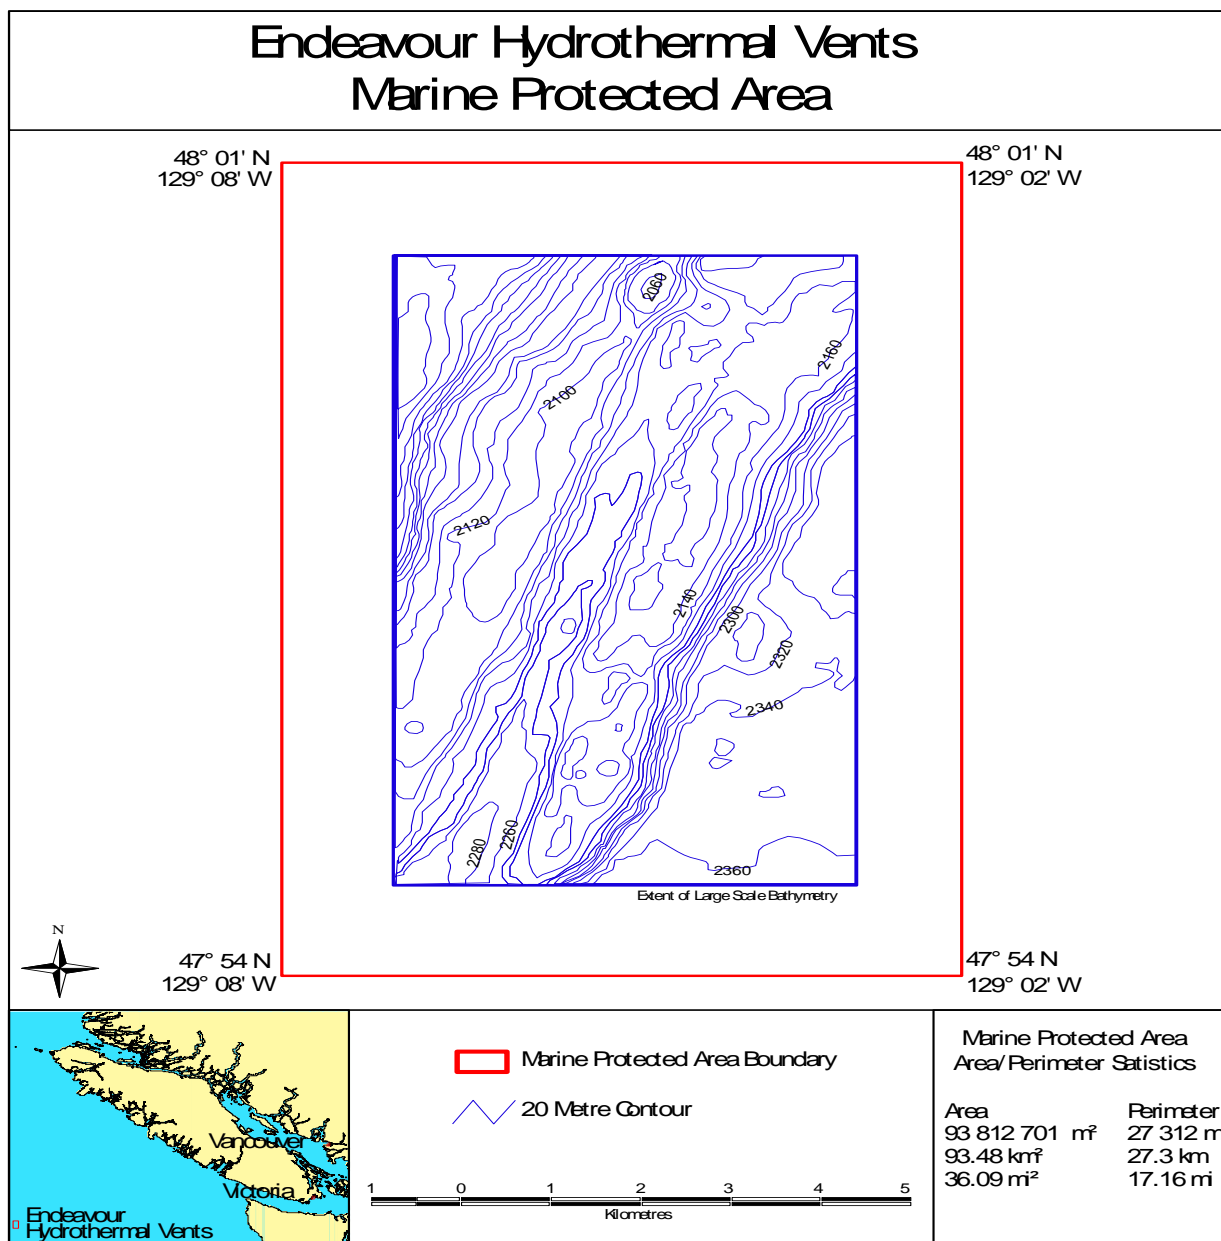 Endeavour Hydrothermal Vents
Marine Protected Area
48° 01' N
129° 08' W
48° 01' N
129° 02' W
2060
2160
2100
2120
2140
2300
2320
2340
2280
2260
2360
Extent of Large Scale Bathymetry
N
47° 54 N
129° 08' W
47° 54 N
129° 02' W
Vancouver
Victoria
Endeavour
Hydrothermal Vents
Marine Protected Area Boundary
20 Metre Contour
1 0 1 2 3 4 5
Kilometres
Marine Protected Area
Area/Perimeter Satistics
Area Perimeter
93 812 701 m² 27 312 m
93.48 km² 27.3 km
36.09 mi² 17.16 mi